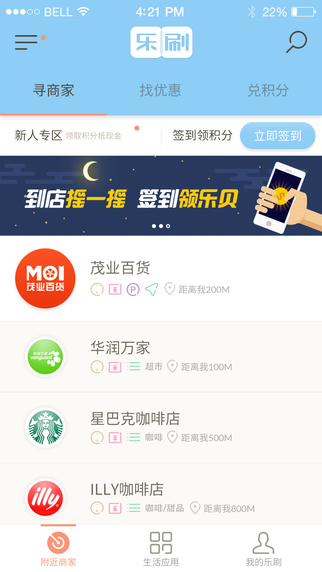 BELL 4:21 PM 22%
乐刷
寻商家 找优惠 兑积分
新人专区 领取积分抵现金 签到领积分 立即签到
到店摇一摇 签到领乐贝
MOI
茂业百货
茂业百货
P 距离我200M
vanguard
华润万家
超市 距离我100M
星巴克咖啡店
咖啡 距离我500M
illy
ILLY咖啡店
咖啡/甜品 距离我800M
附近商家 生活应用 我的乐刷